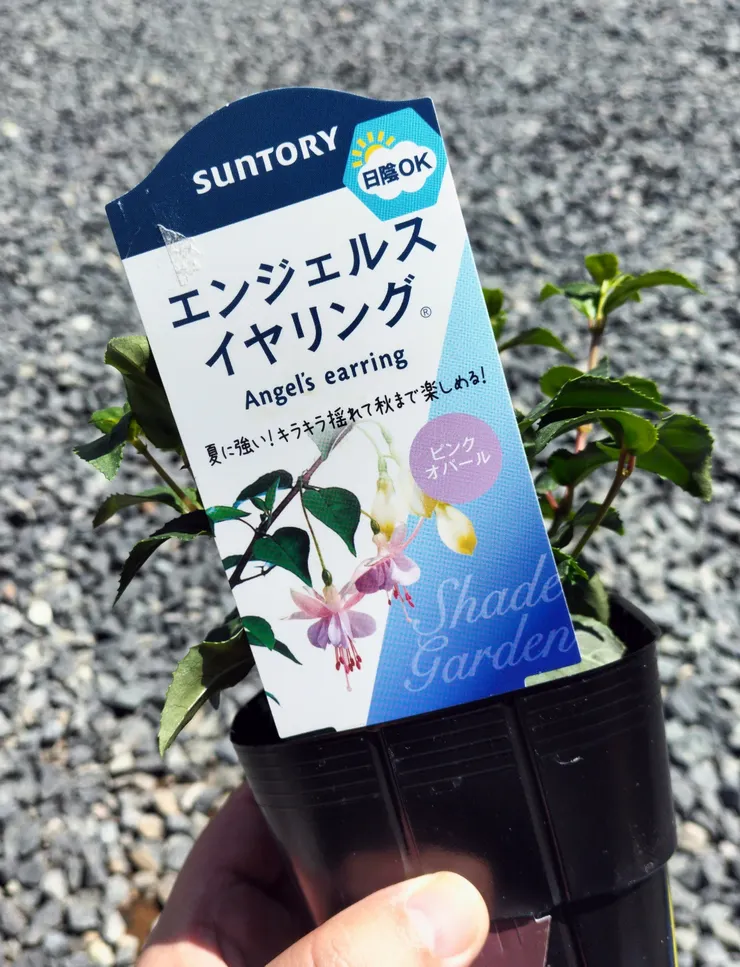 SUNTORY
日陰OK
エンジェルス
イヤリング®
Angel's earring
夏に強い!キラキラ揺れて秋まで楽しめる!
ピンク
オパール
Shade
Garden